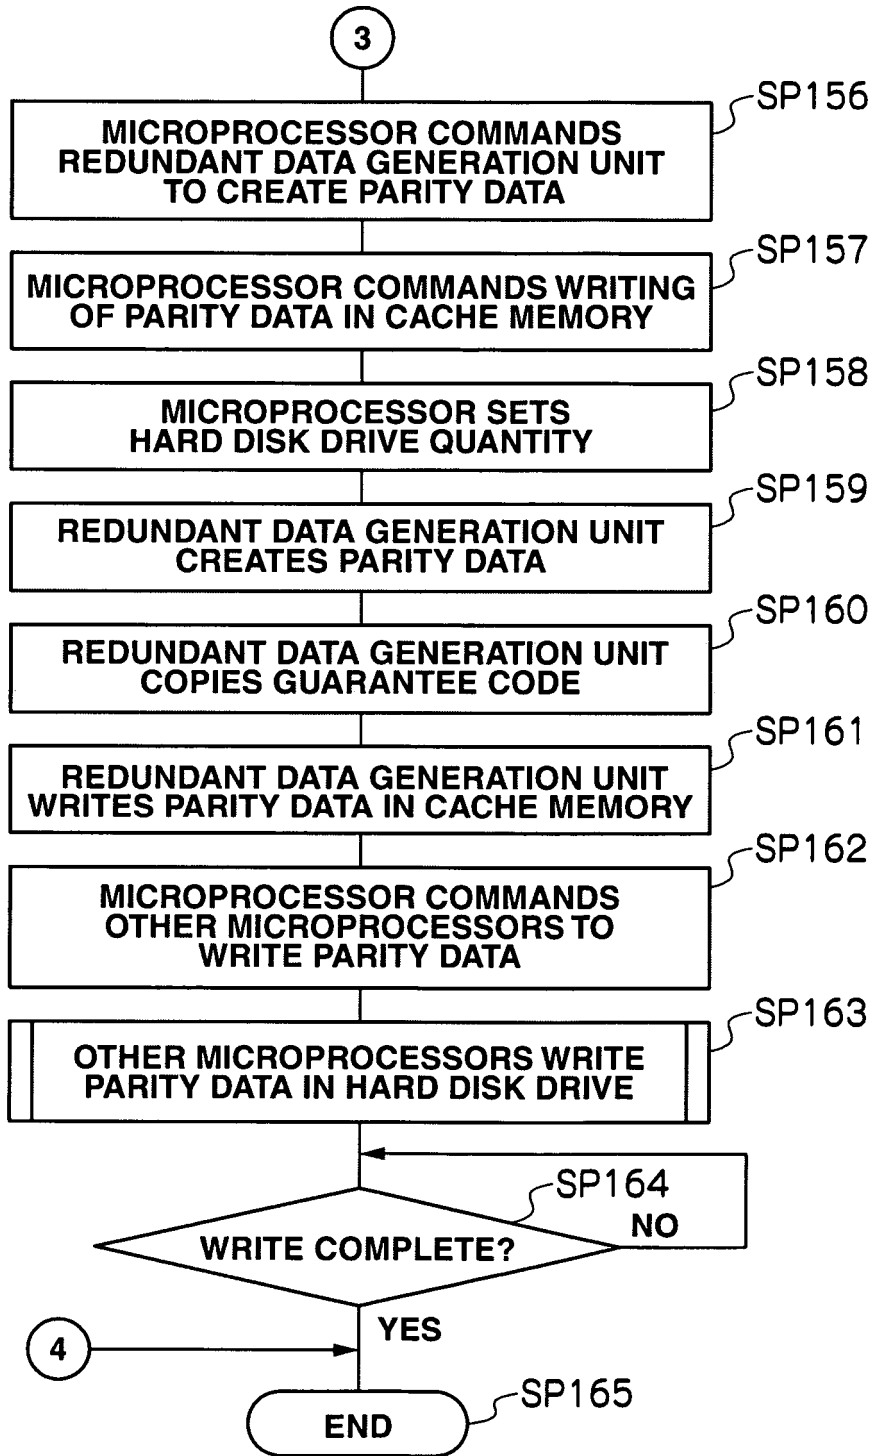 3
SP156
MICROPROCESSOR COMMANDS
REDUNDANT DATA GENERATION UNIT
TO CREATE PARITY DATA
SP157
MICROPROCESSOR COMMANDS WRITING
OF PARITY DATA IN CACHE MEMORY
SP158
MICROPROCESSOR SETS
HARD DISK DRIVE QUANTITY
SP159
REDUNDANT DATA GENERATION UNIT
CREATES PARITY DATA
SP160
REDUNDANT DATA GENERATION UNIT
COPIES GUARANTEE CODE
SP161
REDUNDANT DATA GENERATION UNIT
WRITES PARITY DATA IN CACHE MEMORY
SP162
MICROPROCESSOR COMMANDS
OTHER MICROPROCESSORS TO
WRITE PARITY DATA
SP163
OTHER MICROPROCESSORS WRITE
PARITY DATA IN HARD DISK DRIVE
SP164
NO
WRITE COMPLETE?
YES
4
SP165
END